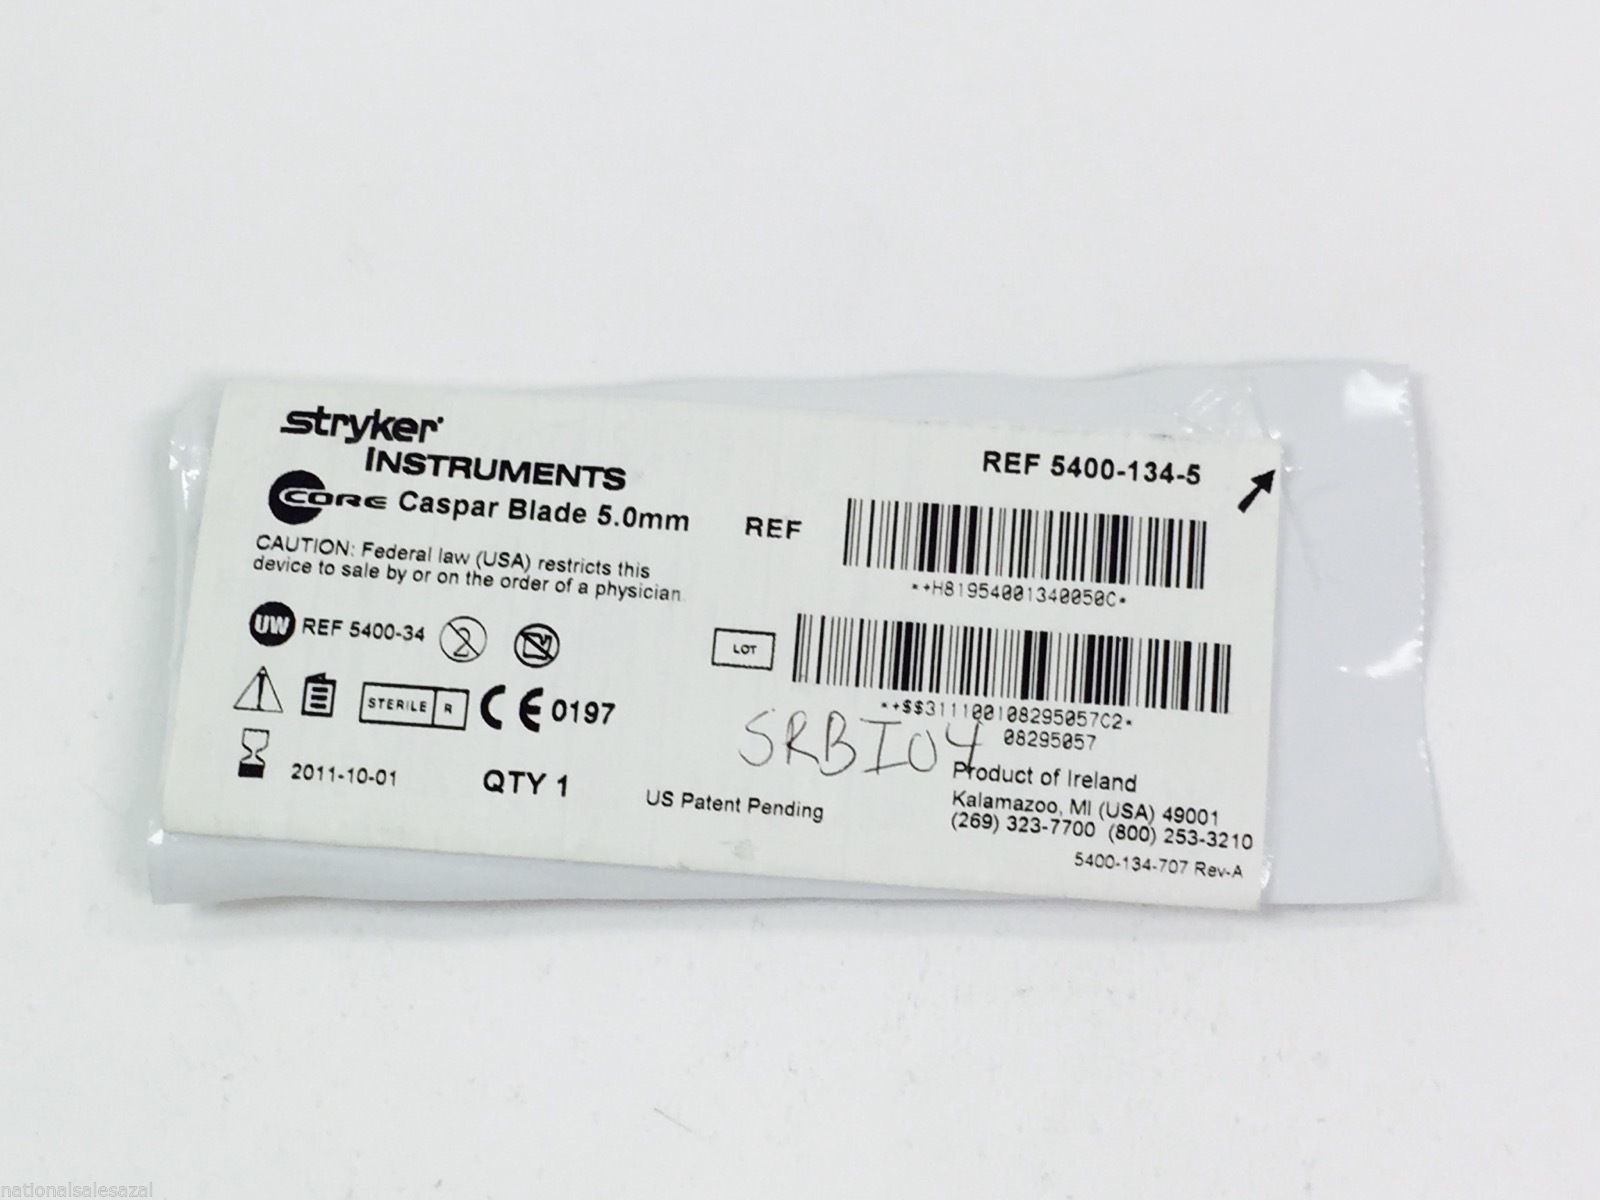 stryker
INSTRUMENTS
CORE Caspar Blade 5.0mm
CAUTION: Federal law (USA) restricts this
device to sale by or on the order of a physician.
UW REF 5400-34 2
STERILE R CE 0197
2011-10-01 QTY 1
US Patent Pending
REF 5400-134-5
REF
*+H81954001340050C*
LOT
*+$$311100108295057C2*
08295057
SRBI04
Product of Ireland
Kalamazoo, MI (USA) 49001
(269) 323-7700 (800) 253-3210
5400-134-707 Rev-A
nationalsalesazal